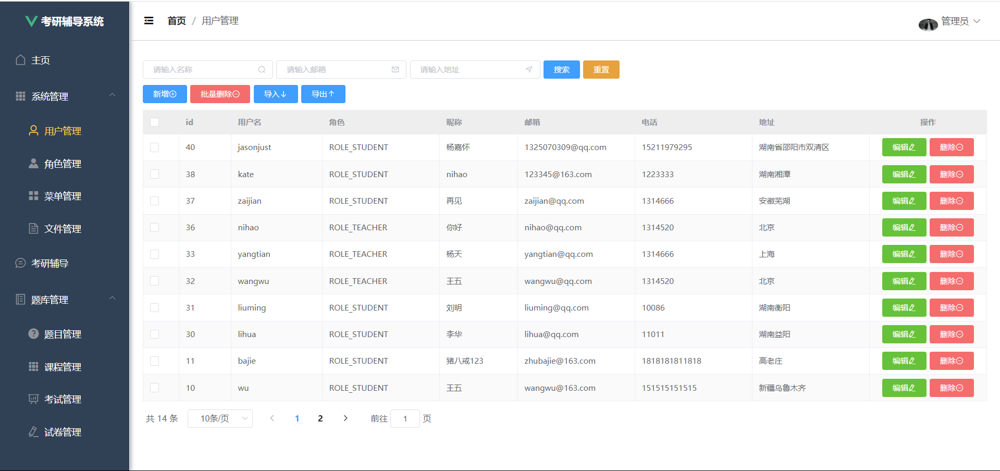 考研辅导系统
主页
系统管理
用户管理
角色管理
菜单管理
文件管理
考研辅导
题库管理
题目管理
课程管理
考试管理
试卷管理
首页 / 用户管理
管理员
请输入名称 请输入邮箱 请输入地址 搜索 重置
新增 批量删除 导入 导出
id 用户名 角色 昵称 邮箱 电话 地址 操作
40 jasonjust ROLE_STUDENT 杨嘉怀 1325070309@qq.com 15211979295 湖南省邵阳市双清区 编辑 删除
38 kate ROLE_STUDENT nihao 123345@163.com 1223333 湖南湘潭 编辑 删除
37 zaijian ROLE_STUDENT 再见 zaijian@qq.com 1314666 安徽芜湖 编辑 删除
36 nihao ROLE_TEACHER 你好 nihao@qq.com 1314520 北京 编辑 删除
33 yangtian ROLE_TEACHER 杨天 yangtian@qq.com 1314666 上海 编辑 删除
32 wangwu ROLE_TEACHER 王五 wangwu@qq.com 1314520 北京 编辑 删除
31 liuming ROLE_STUDENT 刘明 liuming@qq.com 10086 湖南衡阳 编辑 删除
30 lihua ROLE_STUDENT 李华 lihua@qq.com 11011 湖南益阳 编辑 删除
11 bajie ROLE_STUDENT 猪八戒123 zhubajie@163.com 1818181811818 高老庄 编辑 删除
10 wu ROLE_STUDENT 王五 wangwu@163.com 151515151515 新疆乌鲁木齐 编辑 删除
共 14 条 10条/页 1 2 前往 1 页